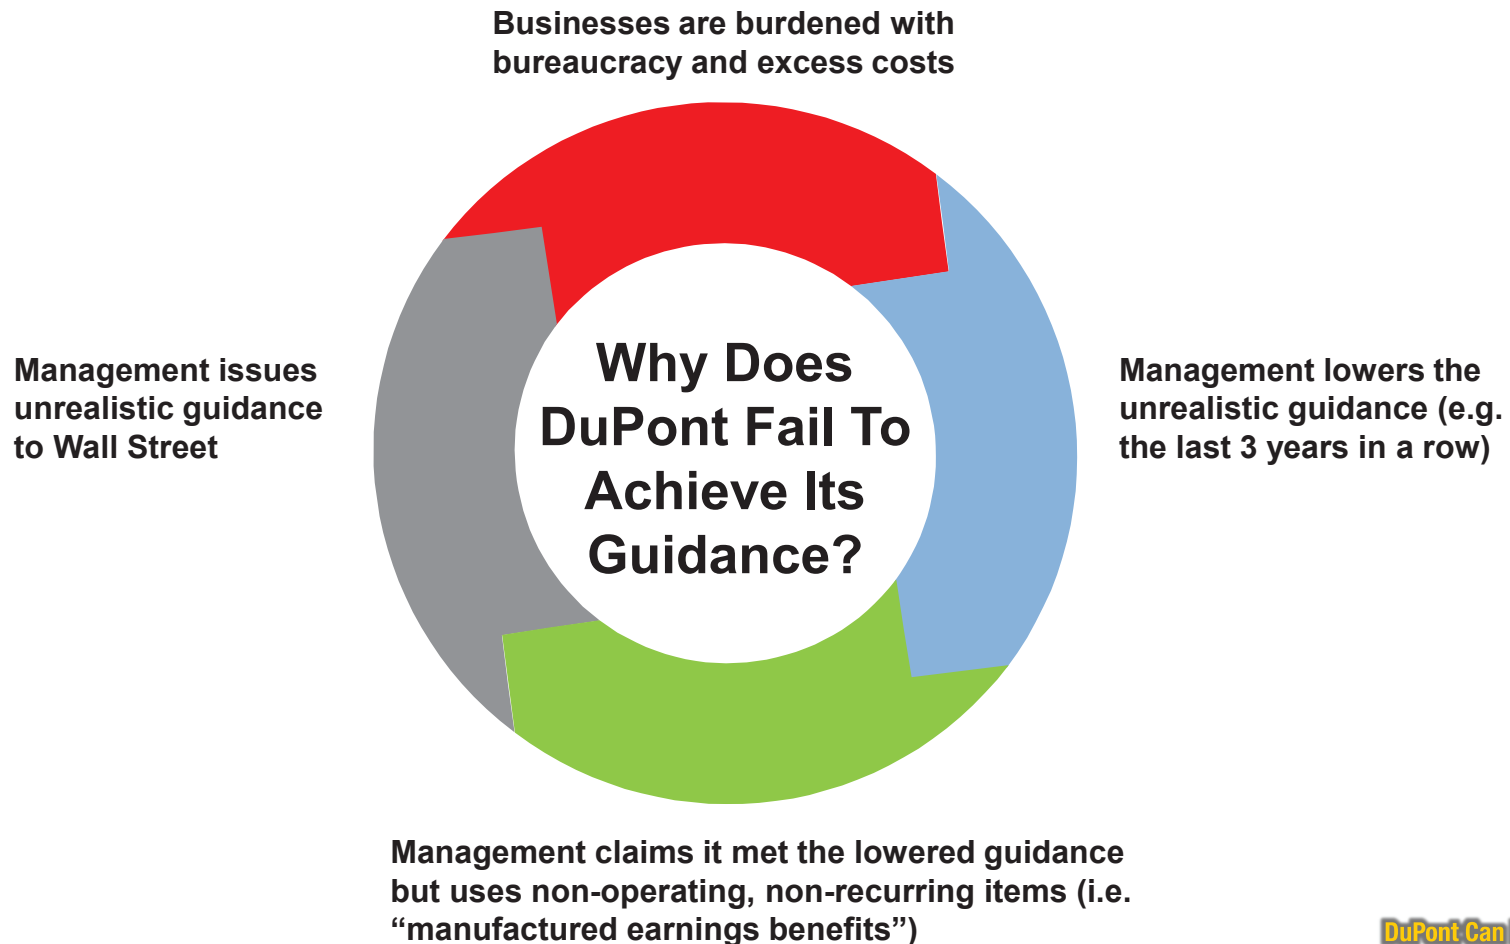 Businesses are burdened with
bureaucracy and excess costs
Management issues
unrealistic guidance
to Wall Street
Why Does
DuPont Fail To
Achieve Its
Guidance?
Management lowers the
unrealistic guidance (e.g.
the last 3 years in a row)
Management claims it met the lowered guidance
but uses non-operating, non-recurring items (i.e.
“manufactured earnings benefits”)
DuPont Can